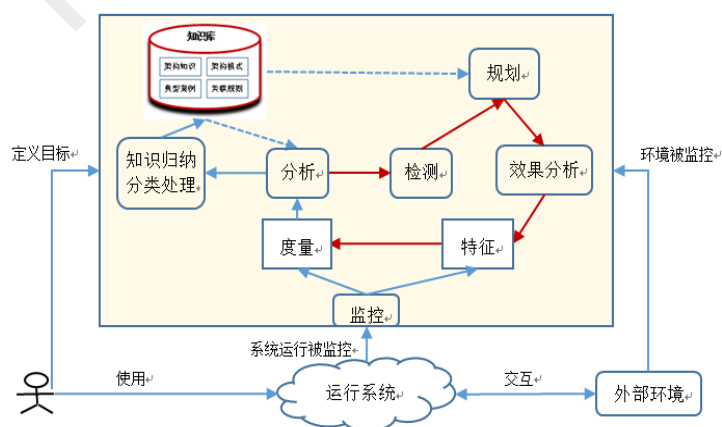 知识库
架构知识
架构模式
典型案例
关联规则
规划
定义目标
知识归纳
分类处理
分析
检测
效果分析
环境被监控
度量
特征
监控
系统运行被监控
使用
运行系统
交互
外部环境